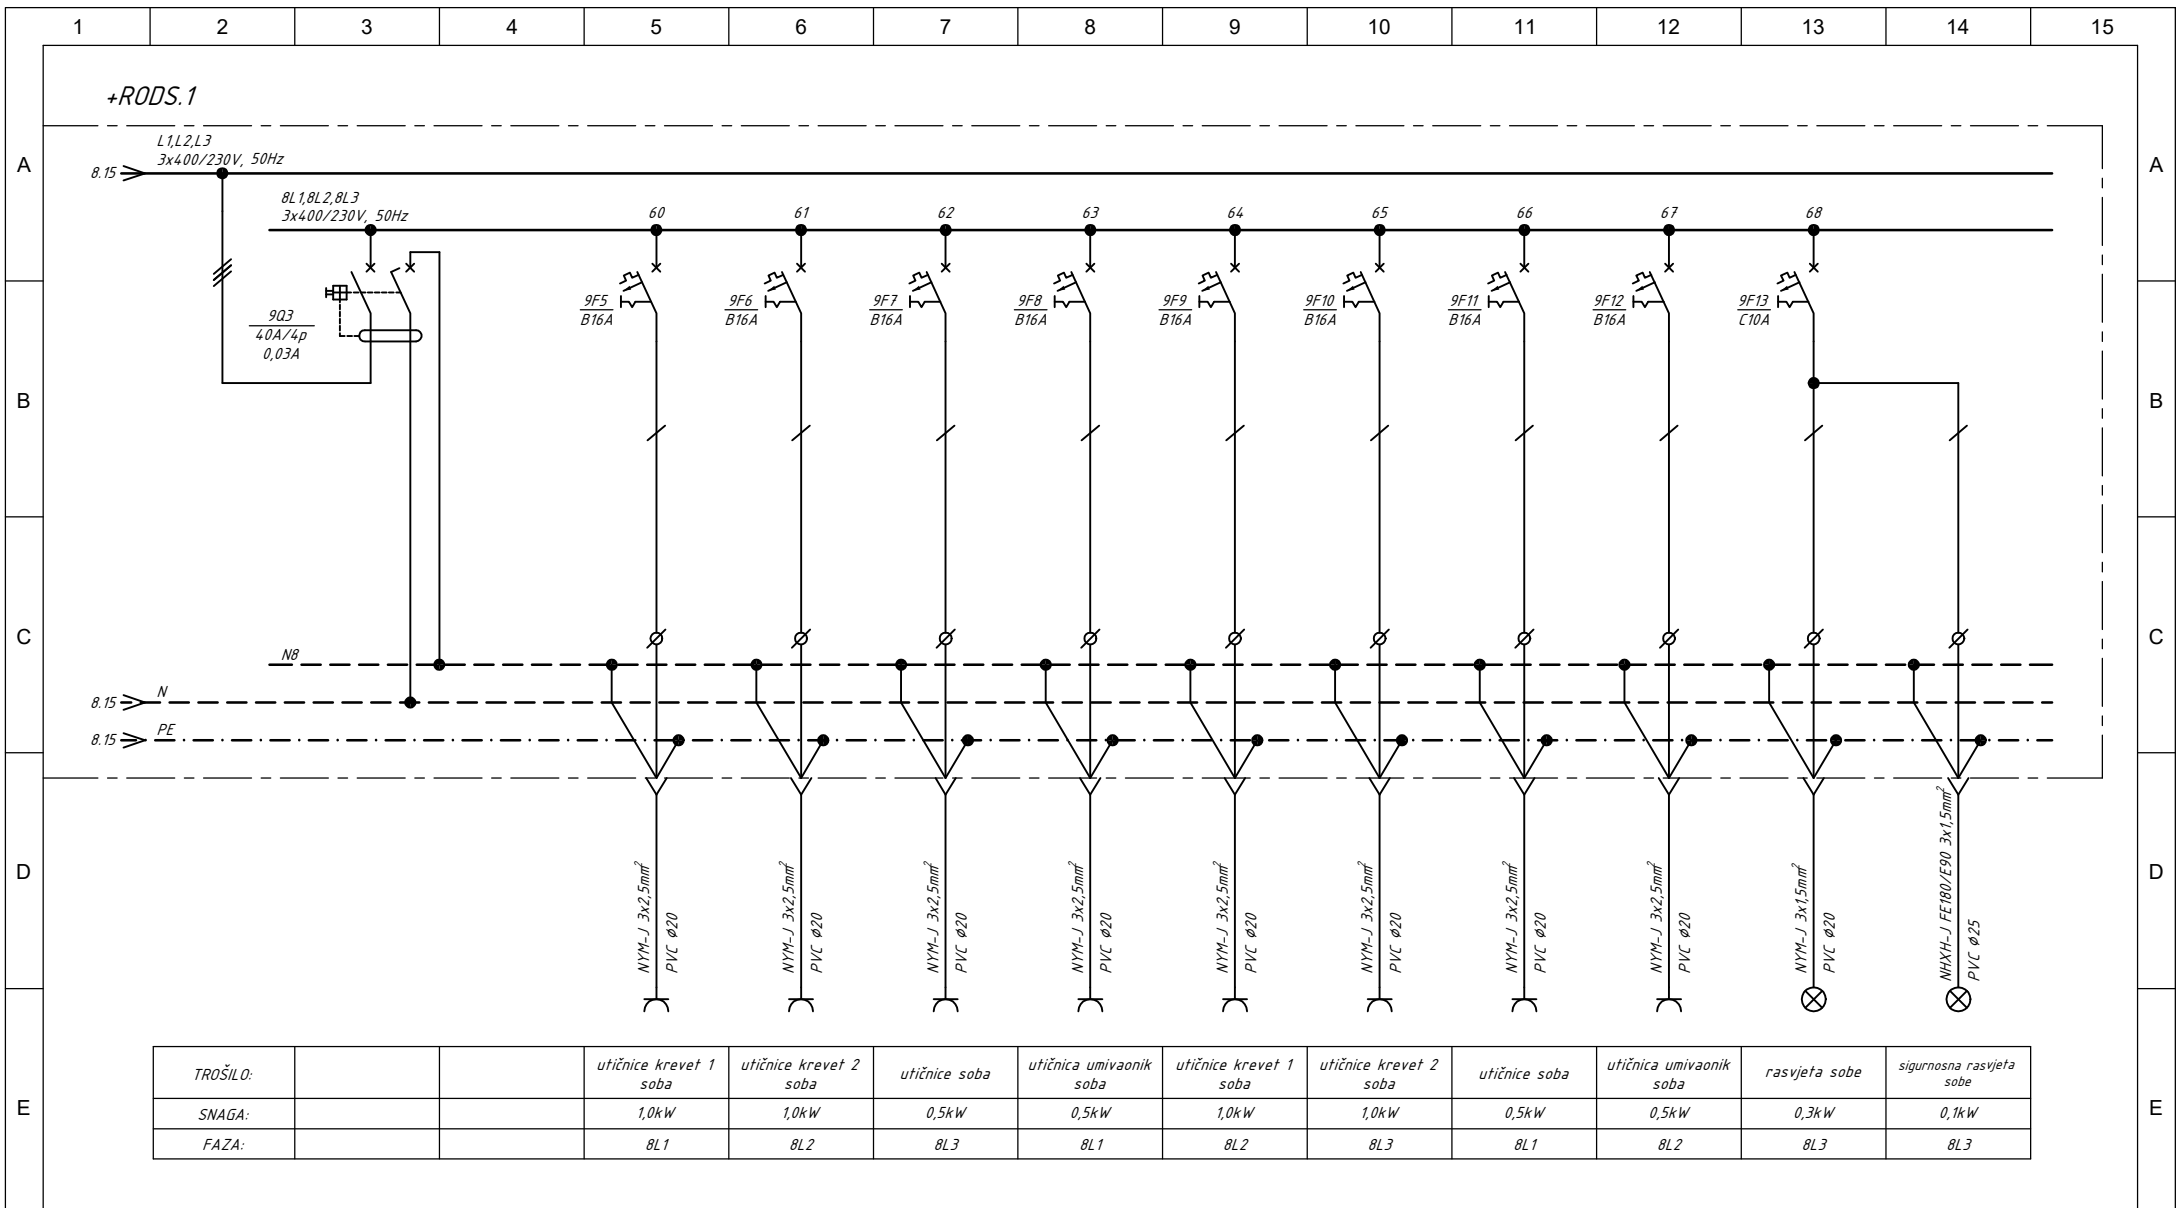 1 2 3 4 5 6 7 8 9 10 11 12 13 14 15
+RODS.1
L1,L2,L3
3x400/230V, 50Hz
A
8.15
A
8L1,8L2,8L3
3x400/230V, 50Hz
60 61 62 63 64 65 66 67 68
9Q3
40A/4p
0,03A
9F5
B16A
9F6
B16A
9F7
B16A
9F8
B16A
9F9
B16A
9F10
B16A
9F11
B16A
9F12
B16A
9F13
C10A
B
B
C
C
N8
8.15 N
8.15 PE
D
D
NYM-J 3x2,5mm²
PVC ø20
NYM-J 3x2,5mm²
PVC ø20
NYM-J 3x2,5mm²
PVC ø20
NYM-J 3x2,5mm²
PVC ø20
NYM-J 3x2,5mm²
PVC ø20
NYM-J 3x2,5mm²
PVC ø20
NYM-J 3x2,5mm²
PVC ø20
NYM-J 3x2,5mm²
PVC ø20
NYM-J 3x1,5mm²
PVC ø20
NHXH-J FE180/E90 3x1,5mm²
PVC ø25
E
E
TROŠILO:
utičnice krevet 1
soba
utičnice krevet 2
soba
utičnice soba
utičnica umivaonik
soba
utičnice krevet 1
soba
utičnice krevet 2
soba
utičnice soba
utičnica umivaonik
soba
rasvjeta sobe
sigurnosna rasvjeta
sobe
SNAGA: 1,0kW 1,0kW 0,5kW 0,5kW 1,0kW 1,0kW 0,5kW 0,5kW 0,3kW 0,1kW
FAZA: 8L1 8L2 8L3 8L1 8L2 8L3 8L1 8L2 8L3 8L3